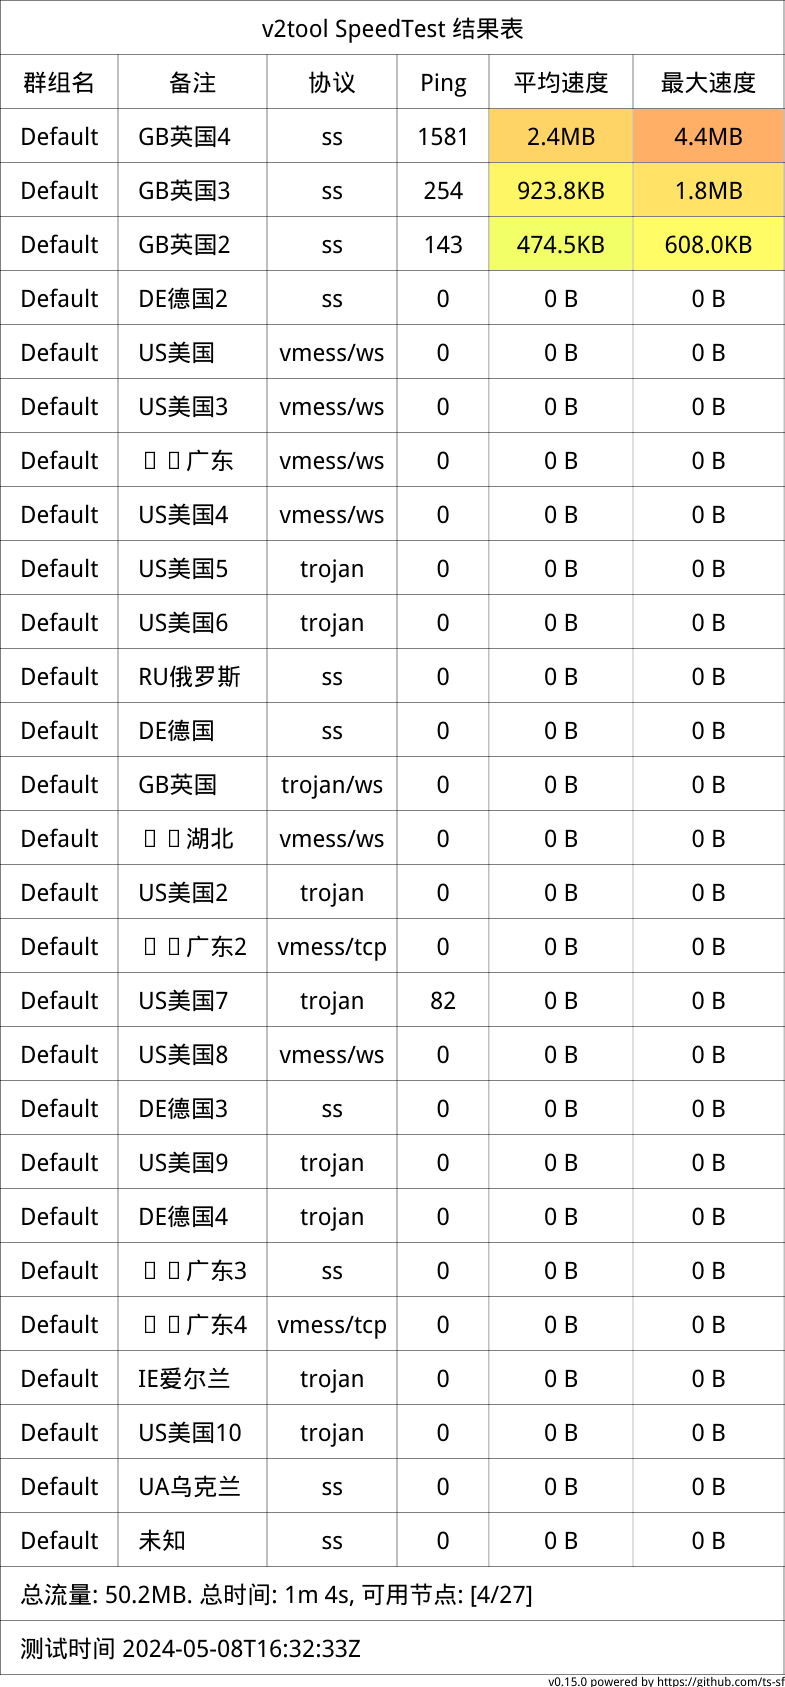 v2tool SpeedTest 结果表
群组名 备注 协议 Ping 平均速度 最大速度
Default GB英国4 ss 1581 2.4MB 4.4MB
Default GB英国3 ss 254 923.8KB 1.8MB
Default GB英国2 ss 143 474.5KB 608.0KB
Default DE德国2 ss 0 0 B 0 B
Default US美国 vmess/ws 0 0 B 0 B
Default US美国3 vmess/ws 0 0 B 0 B
Default 广东 vmess/ws 0 0 B 0 B
Default US美国4 vmess/ws 0 0 B 0 B
Default US美国5 trojan 0 0 B 0 B
Default US美国6 trojan 0 0 B 0 B
Default RU俄罗斯 ss 0 0 B 0 B
Default DE德国 ss 0 0 B 0 B
Default GB英国 trojan/ws 0 0 B 0 B
Default 湖北 vmess/ws 0 0 B 0 B
Default US美国2 trojan 0 0 B 0 B
Default 广东2 vmess/tcp 0 0 B 0 B
Default US美国7 trojan 82 0 B 0 B
Default US美国8 vmess/ws 0 0 B 0 B
Default DE德国3 ss 0 0 B 0 B
Default US美国9 trojan 0 0 B 0 B
Default DE德国4 trojan 0 0 B 0 B
Default 广东3 ss 0 0 B 0 B
Default 广东4 vmess/tcp 0 0 B 0 B
Default IE爱尔兰 trojan 0 0 B 0 B
Default US美国10 trojan 0 0 B 0 B
Default UA乌克兰 ss 0 0 B 0 B
Default 未知 ss 0 0 B 0 B
总流量: 50.2MB. 总时间: 1m 4s, 可用节点: [4/27]
测试时间 2024-05-08T16:32:33Z
v0.15.0 powered by https://github.com/ts-sf